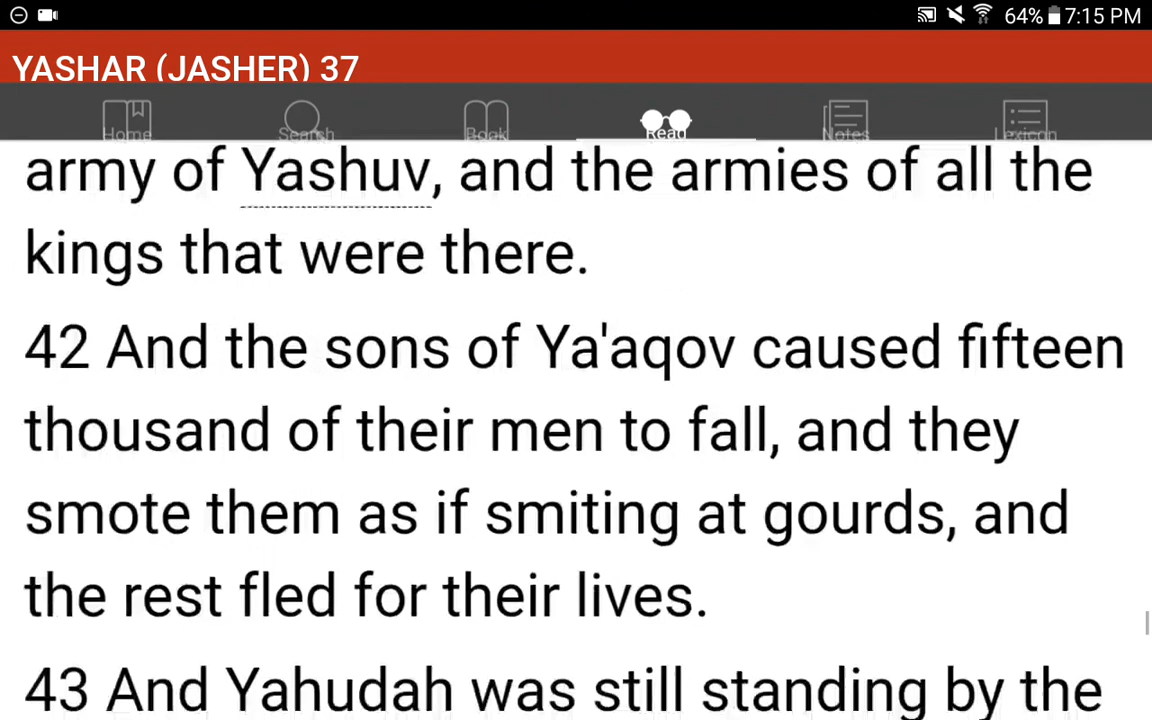 64% 7:15 PM
YASHAR (JASHER) 37
Home Search Book Read Notes Lexicon
army of Yashuv, and the armies of all the
kings that were there.
42 And the sons of Ya'aqov caused fifteen
thousand of their men to fall, and they
smote them as if smiting at gourds, and
the rest fled for their lives.
43 And Yahudah was still standing by the